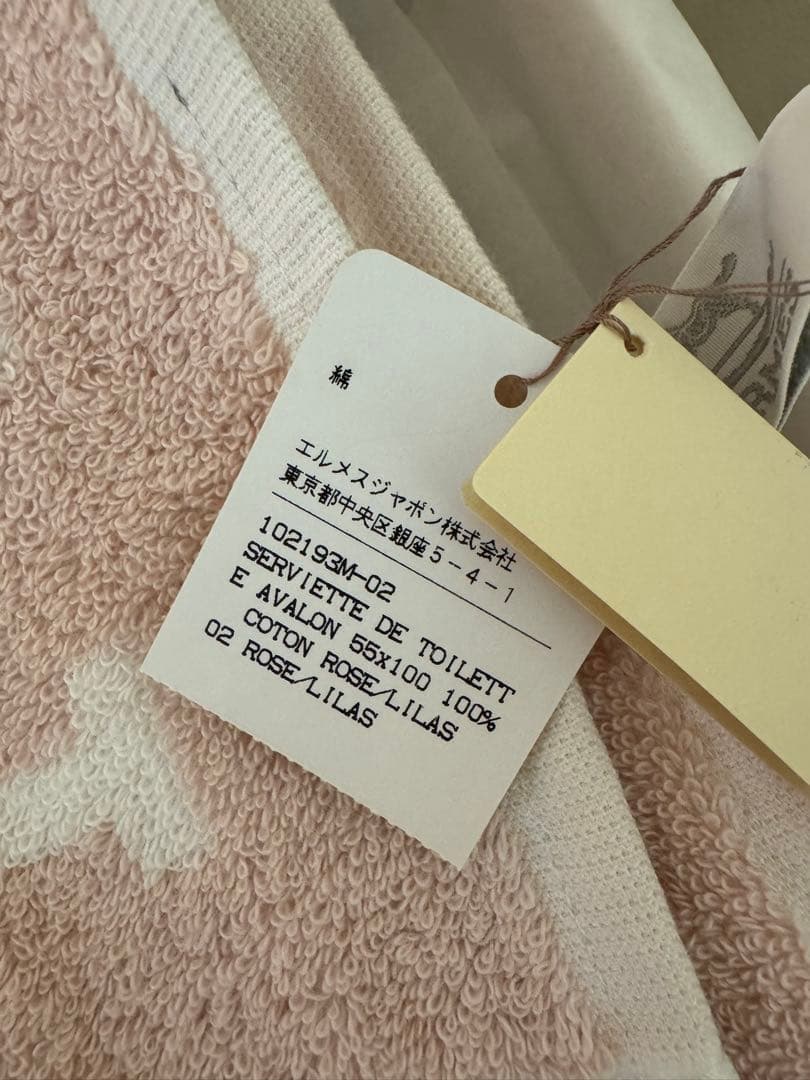 綿
エルメスジャポン株式会社
東京都中央区銀座5-4-1
102193M-02
SERVIETTE DE TOILETT
E AVALON 55x100 100%
COTON ROSE/LILAS
02 ROSE/LILAS